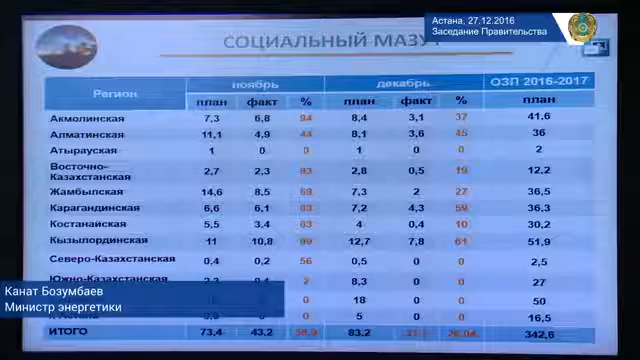 Астана, 27.12.2016
Заседание Правительства
СОЦИАЛЬНЫЙ МАЗУТ
Регион ноябрь декабрь ОЗП 2016-2017
план факт % план факт % план
Акмолинская 7,3 6,8 94 8,4 3,1 37 41,6
Алматинская 11,1 4,9 44 8,1 3,6 45 36
Атырауская 1 0 0 1 0 0 2
Восточно-
Казахстанская 2,7 2,3 83 2,8 0,5 19 12,2
Жамбылская 14,6 8,5 59 7,3 2 27 36,5
Карагандинская 6,6 6,1 93 7,2 4,3 59 36,3
Костанайская 5,5 3,4 03 4 0,4 10 30,2
Кызылординская 11 10,8 99 12,7 7,8 61 51,9
Северо-Казахстанская 0,4 0,2 56 0,5 0 0 2,5
Южно-Казахстанская 2 8,3 0 0 27
0 18 0 50
0 5 0 16,5
ИТОГО 73,4 43,2 83,2 342,6
Канат Бозумбаев
Министр энергетики